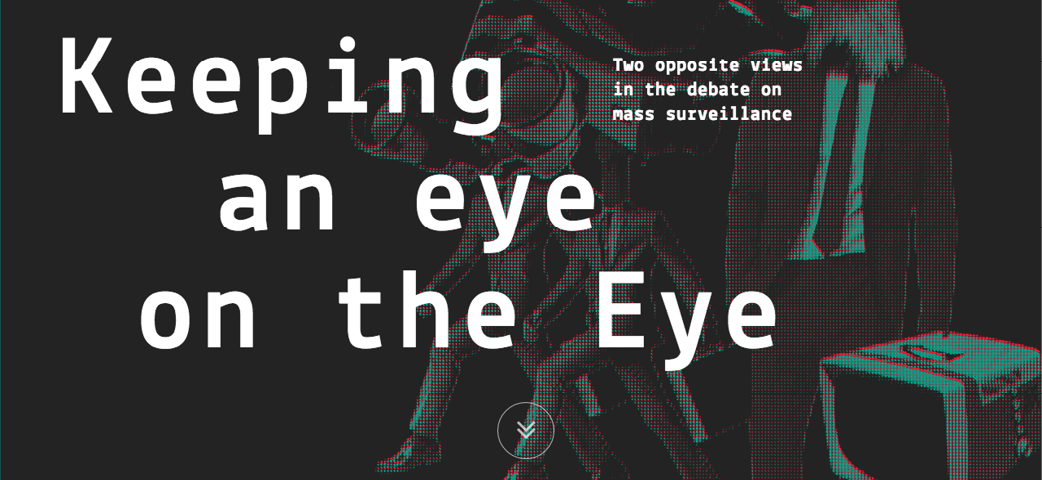 Keeping
an eye
on the Eye
Two opposite views
in the debate on
mass surveillance